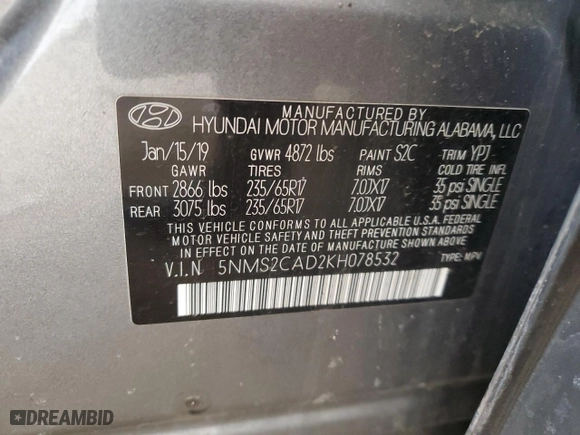 MANUFACTURED BY
HYUNDAI MOTOR MANUFACTURING ALABAMA, LLC
Jan/15/19 GVWR 4872 lbs PAINT S2C TRIM YPJ
GAWR TIRES RIMS COLD TIRE INFL
FRONT 2866 lbs 235/65R17 7.0JX17 35 psi SINGLE
REAR 3075 lbs 235/65R17 7.0JX17 35 psi SINGLE
THIS VEHICLE CONFORMS TO ALL APPLICABLE U.S.A. FEDERAL
MOTOR VEHICLE SAFETY AND THEFT PREVENTION STANDARDS
IN EFFECT ON THE DATE OF MANUFACTURE SHOWN ABOVE.
V.I.N 5NMS2CAD2KH078532 TYPE: MPV
DREAMBID